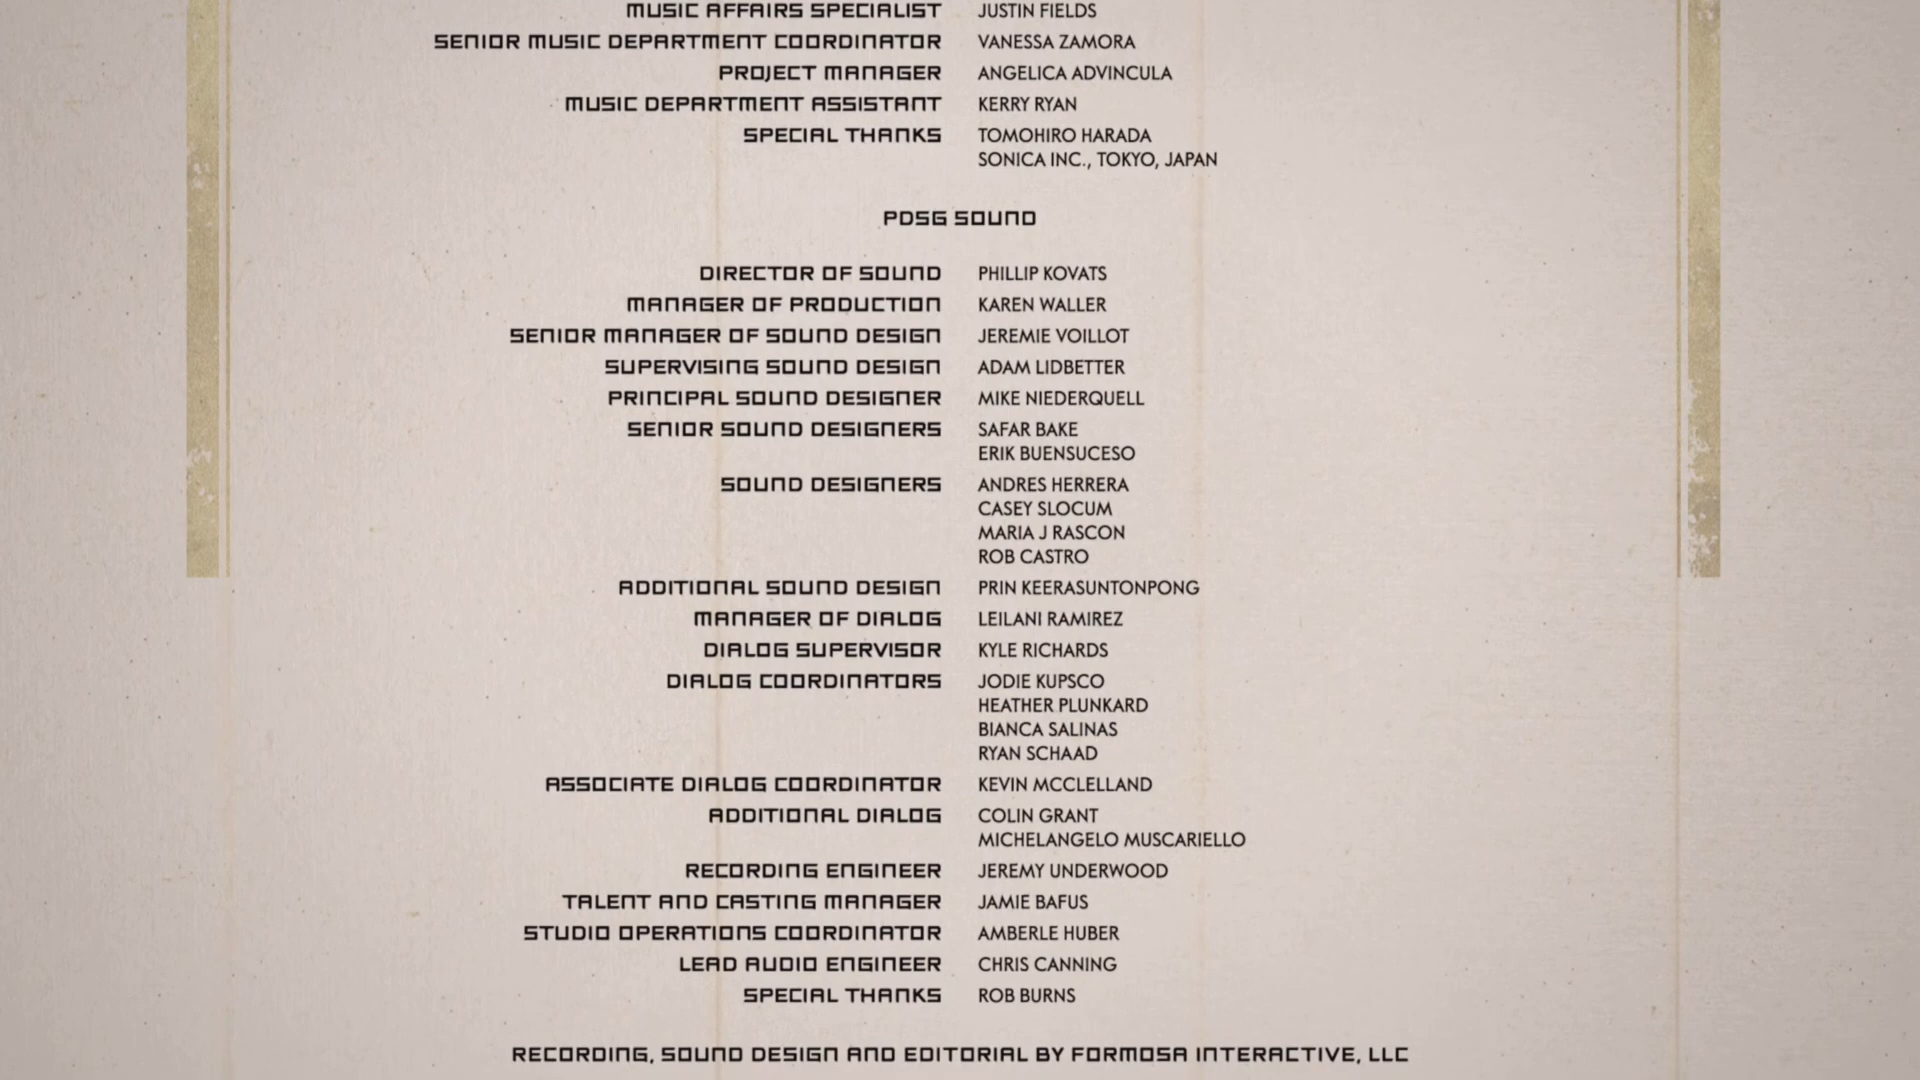 MUSIC AFFAIRS SPECIALIST JUSTIN FIELDS
SENIOR MUSIC DEPARTMENT COORDINATOR VANESSA ZAMORA
PROJECT MANAGER ANGELICA ADVINCULA
MUSIC DEPARTMENT ASSISTANT KERRY RYAN
SPECIAL THANKS TOMOHIRO HARADA
SONICA INC., TOKYO, JAPAN
PDSG SOUND
DIRECTOR OF SOUND PHILLIP KOVATS
MANAGER OF PRODUCTION KAREN WALLER
SENIOR MANAGER OF SOUND DESIGN JEREMIE VOILLOT
SUPERVISING SOUND DESIGN ADAM LIDBETTER
PRINCIPAL SOUND DESIGNER MIKE NIEDERQUELL
SENIOR SOUND DESIGNERS SAFAR BAKE
ERIK BUENSUCESO
SOUND DESIGNERS ANDRES HERRERA
CASEY SLOCUM
MARIA J RASCON
ROB CASTRO
ADDITIONAL SOUND DESIGN PRIN KEERASUNTONPONG
MANAGER OF DIALOG LEILANI RAMIREZ
DIALOG SUPERVISOR KYLE RICHARDS
DIALOG COORDINATORS JODIE KUPSCO
HEATHER PLUNKARD
BIANCA SALINAS
RYAN SCHAAD
ASSOCIATE DIALOG COORDINATOR KEVIN MCCLELLAND
ADDITIONAL DIALOG COLIN GRANT
MICHELANGELO MUSCARIELLO
RECORDING ENGINEER JEREMY UNDERWOOD
TALENT AND CASTING MANAGER JAMIE BAFUS
STUDIO OPERATIONS COORDINATOR AMBERLE HUBER
LEAD AUDIO ENGINEER CHRIS CANNING
SPECIAL THANKS ROB BURNS
RECORDING, SOUND DESIGN AND EDITORIAL BY FORMOSA INTERACTIVE, LLC